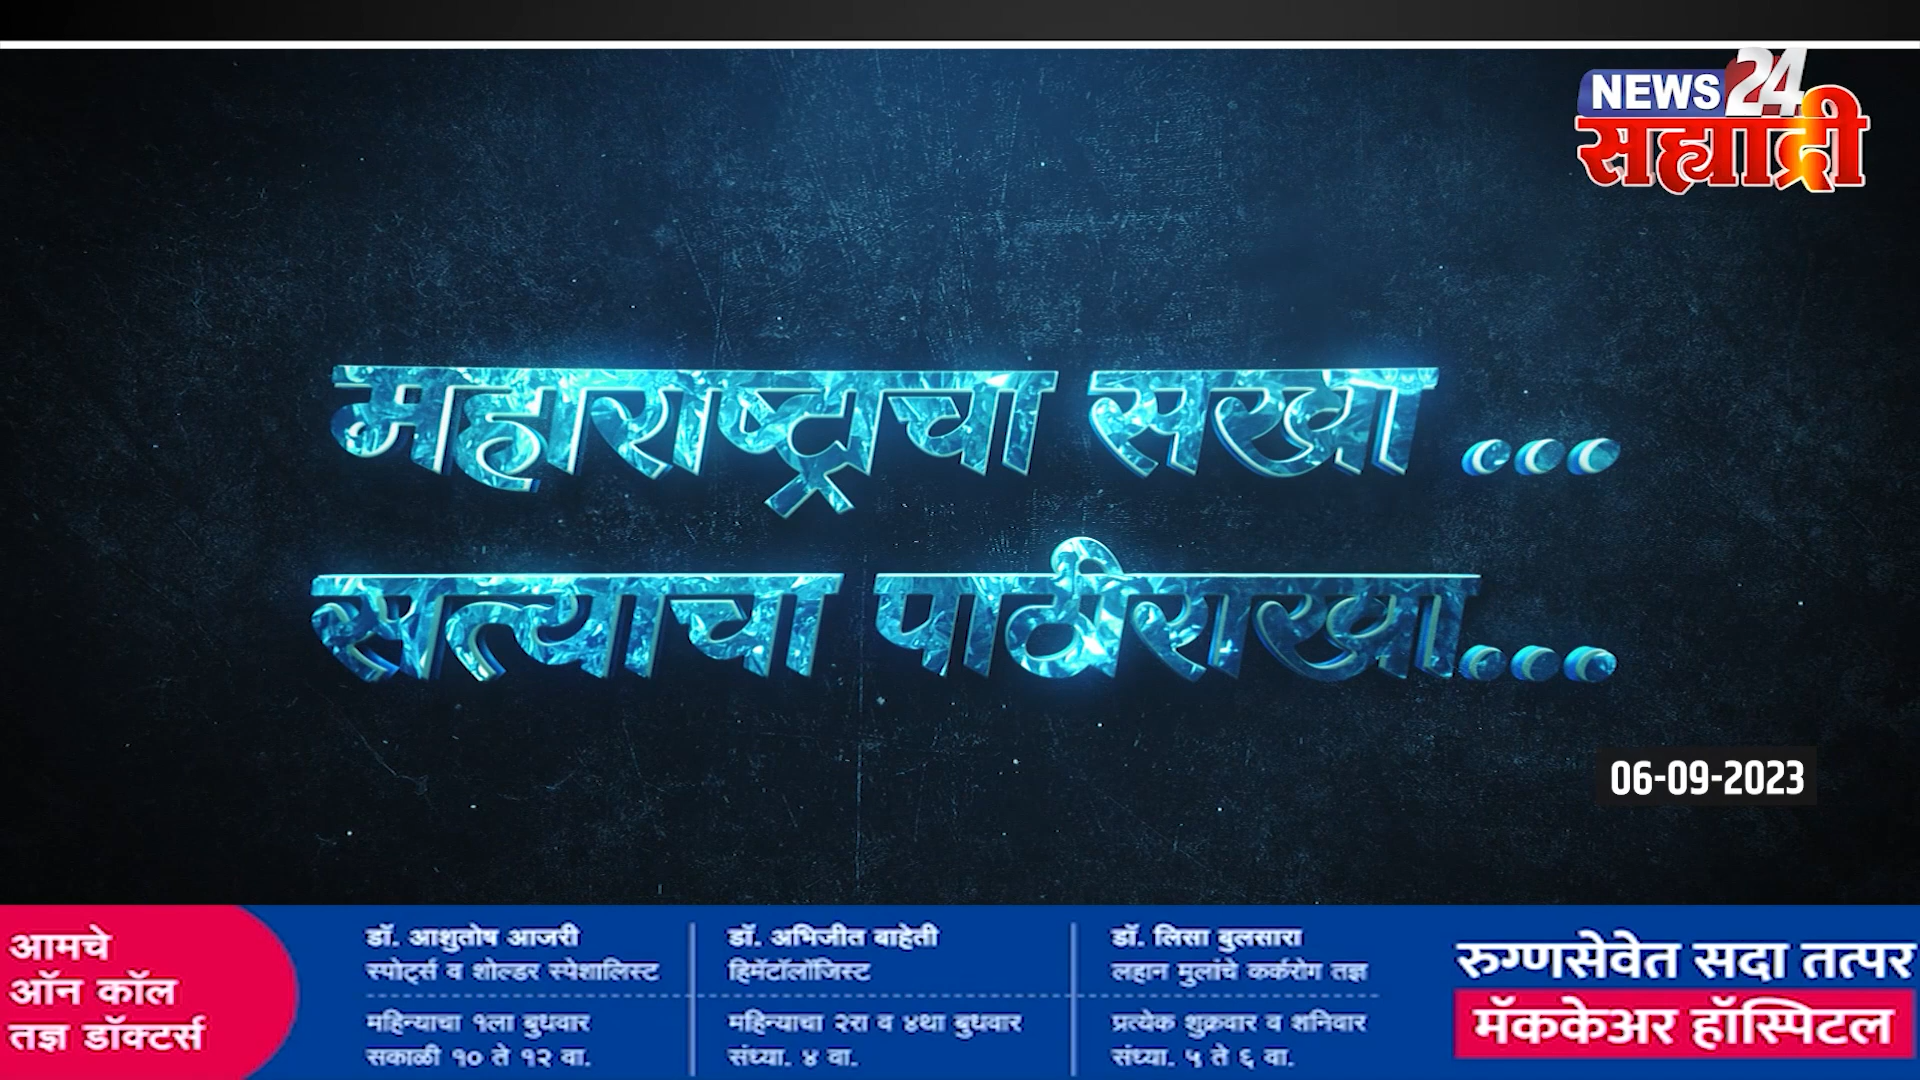 NEWS 24
सह्याद्री
महाराष्ट्राचा सखा ...
सत्याचा पाठीराखा...
06-09-2023
आमचे
ऑन कॉल
तज्ञ डॉक्टर्स
डॉ. आशुतोष आजरी
स्पोर्ट्स व शोल्डर स्पेशालिस्ट
महिन्याचा १ला बुधवार
सकाळी १० ते १२ वा.
डॉ. अभिजीत बाहेती
हिमॅटॉलॉजिस्ट
महिन्याचा २रा व ४था बुधवार
संध्या. ४ वा.
डॉ. लिसा बुलसारा
लहान मुलांचे कर्करोग तज्ञ
प्रत्येक शुक्रवार व शनिवार
संध्या. ५ ते ६ वा.
रुग्णसेवेत सदा तत्पर
मॅककेअर हॉस्पिटल